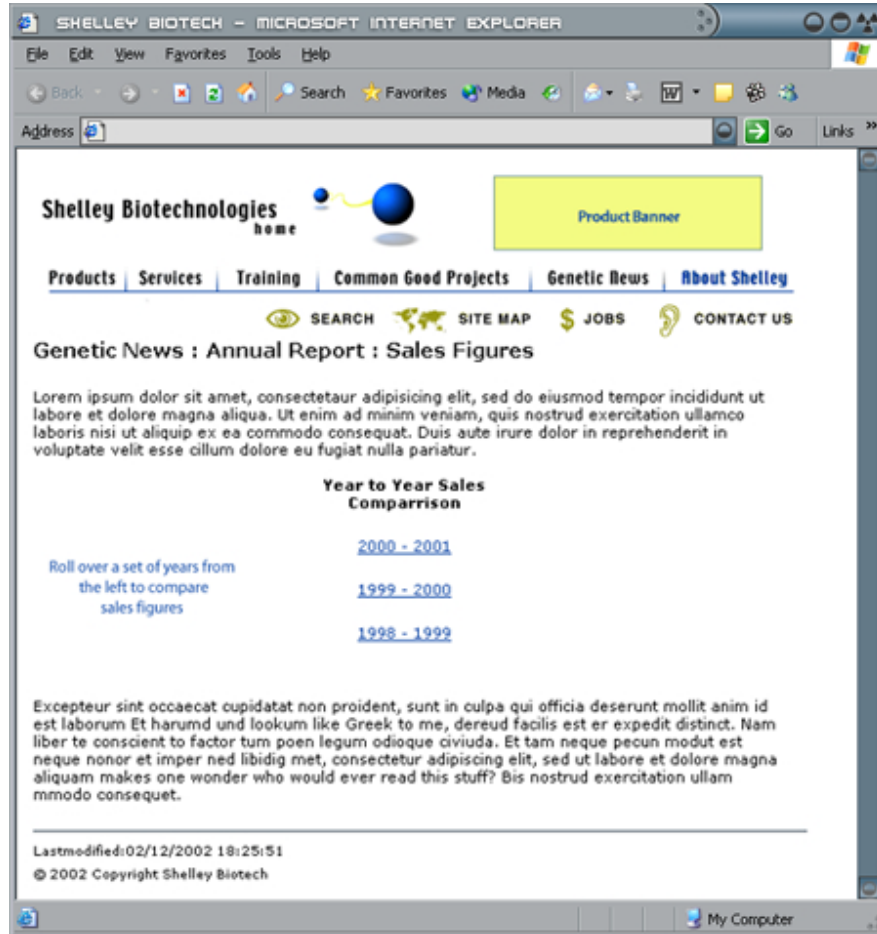 SHELLEY BIOTECH - MICROSOFT INTERNET EXPLORER
File Edit View Favorites Tools Help
Back Search Favorites Media W
Address Go Links »
Shelley Biotechnologies
home
Product Banner
Products Services Training Common Good Projects Genetic News About Shelley
SEARCH SITE MAP $ JOBS CONTACT US
Genetic News : Annual Report : Sales Figures
Lorem ipsum dolor sit amet, consectetaur adipisicing elit, sed do eiusmod tempor incididunt ut
labore et dolore magna aliqua. Ut enim ad minim veniam, quis nostrud exercitation ullamco
laboris nisi ut aliquip ex ea commodo consequat. Duis aute irure dolor in reprehenderit in
voluptate velit esse cillum dolore eu fugiat nulla pariatur.
Year to Year Sales
Comparrison
2000 - 2001
Roll over a set of years from
the left to compare
sales figures
1999 - 2000
1998 - 1999
Excepteur sint occaecat cupidatat non proident, sunt in culpa qui officia deserunt mollit anim id
est laborum Et harumd und lookum like Greek to me, dereud facilis est er expedit distinct. Nam
liber te conscient to factor tum poen legum odioque civiuda. Et tam neque pecun modut est
neque nonor et imper ned libidig met, consectetur adipiscing elit, sed ut labore et dolore magna
aliquam makes one wonder who would ever read this stuff? Bis nostrud exercitation ullam
mmodo consequet.
Lastmodified:02/12/2002 18:25:51
© 2002 Copyright Shelley Biotech
My Computer